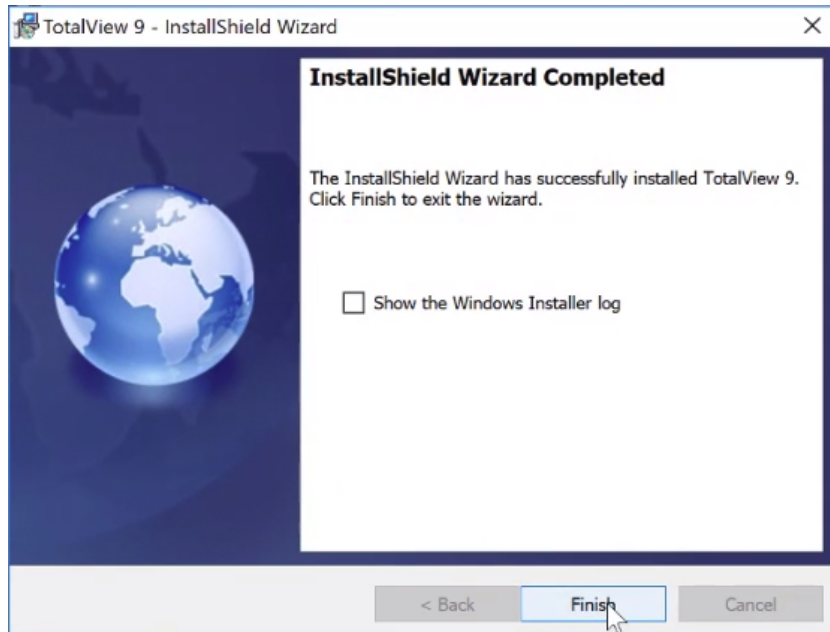 TotalView 9 - InstallShield Wizard
InstallShield Wizard Completed
The InstallShield Wizard has successfully installed TotalView 9.
Click Finish to exit the wizard.
Show the Windows Installer log
< Back
Finish
Cancel